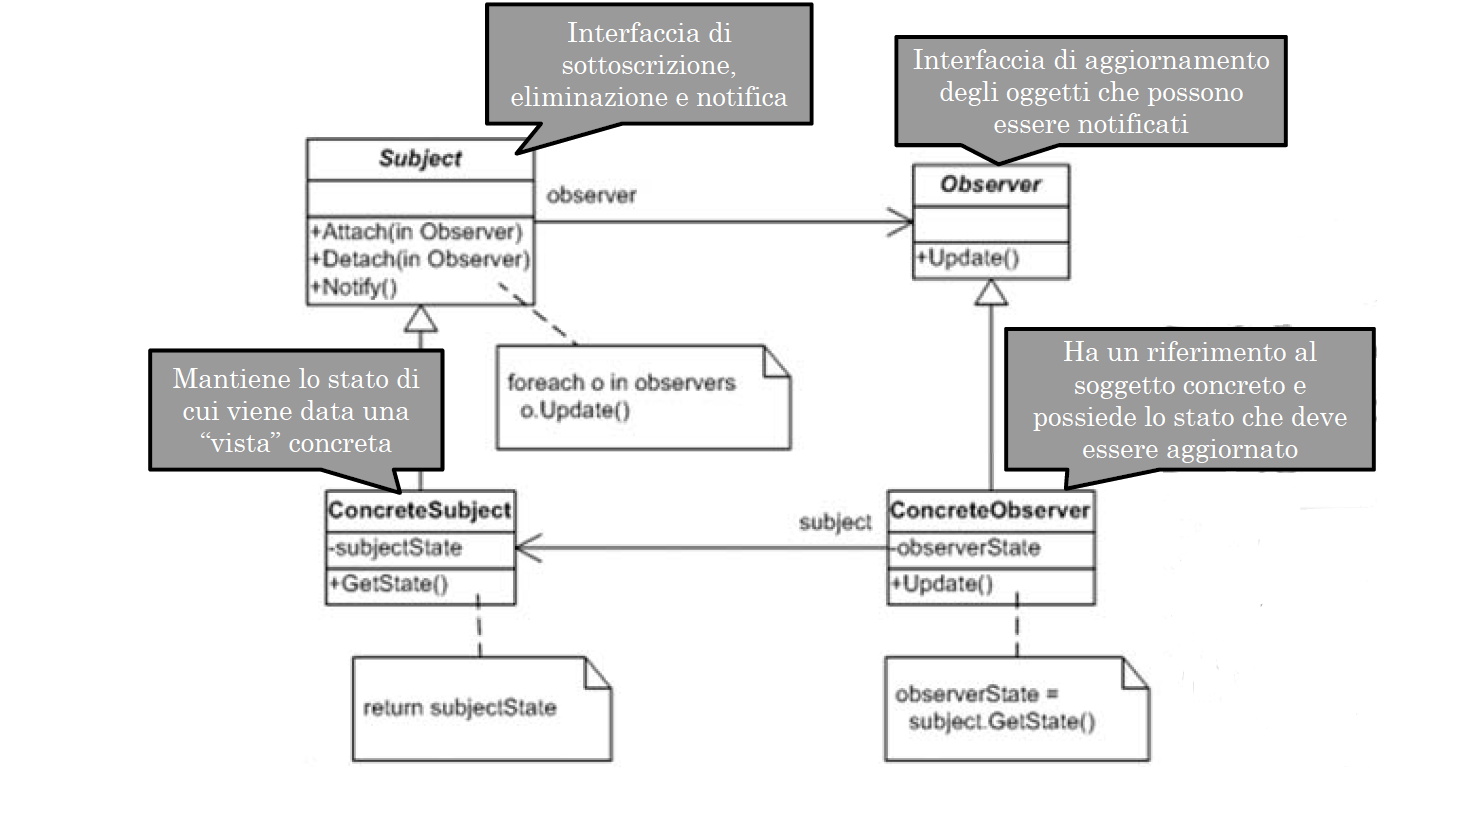 Interfaccia di
sottoscrizione,
eliminazione e notifica
Interfaccia di aggiornamento
degli oggetti che possono
essere notificati
Subject
+Attach(in Observer)
+Detach(in Observer)
+Notify()
observer
Observer
+Update()
foreach o in observers
o.Update()
Mantiene lo stato di
cui viene data una
“vista” concreta
Ha un riferimento al
soggetto concreto e
possiede lo stato che deve
essere aggiornato
ConcreteSubject
-subjectState
+GetState()
subject
ConcreteObserver
-observerState
+Update()
return subjectState
observerState =
subject.GetState()